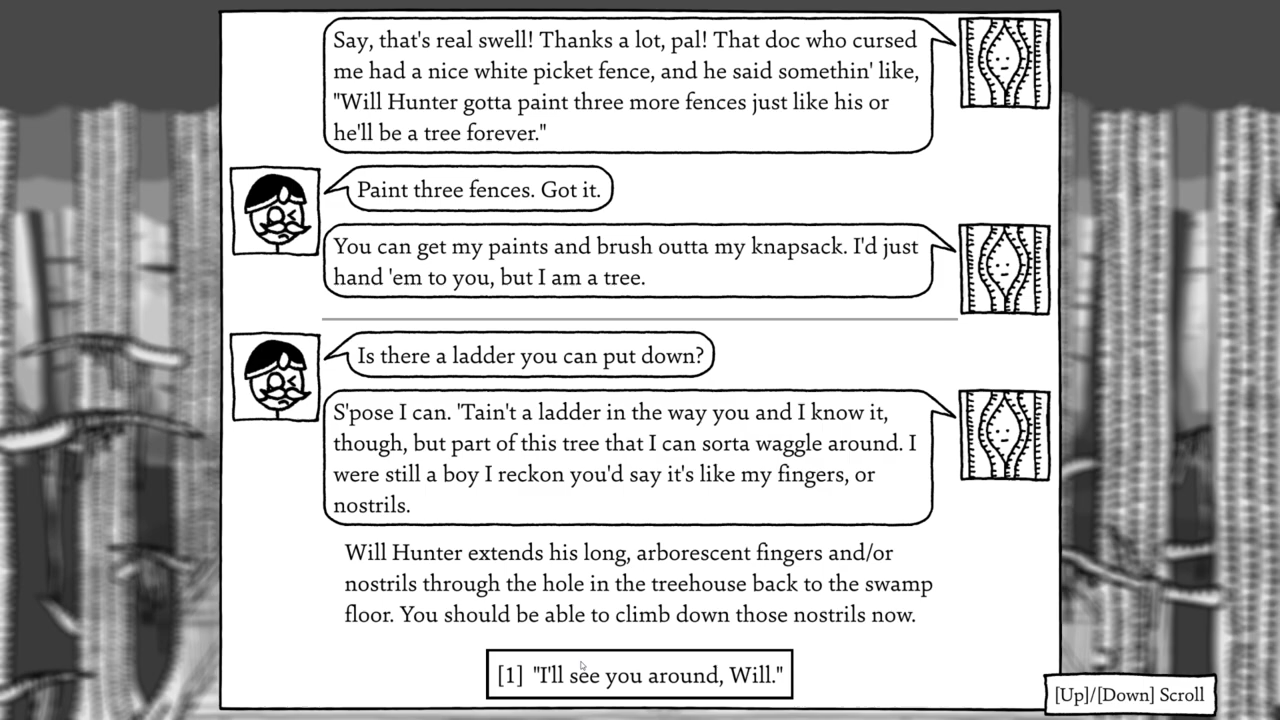 Say, that's real swell! Thanks a lot, pal! That doc who cursed
me had a nice white picket fence, and he said somethin' like,
"Will Hunter gotta paint three more fences just like his or
he'll be a tree forever."
Paint three fences. Got it.
You can get my paints and brush outta my knapsack. I'd just
hand 'em to you, but I am a tree.
Is there a ladder you can put down?
S'pose I can. 'Tain't a ladder in the way you and I know it,
though, but part of this tree that I can sorta waggle around. I
were still a boy I reckon you'd say it's like my fingers, or
nostrils.
Will Hunter extends his long, arborescent fingers and/or
nostrils through the hole in the treehouse back to the swamp
floor. You should be able to climb down those nostrils now.
[1] "I'll see you around, Will."
[Up]/[Down] Scroll